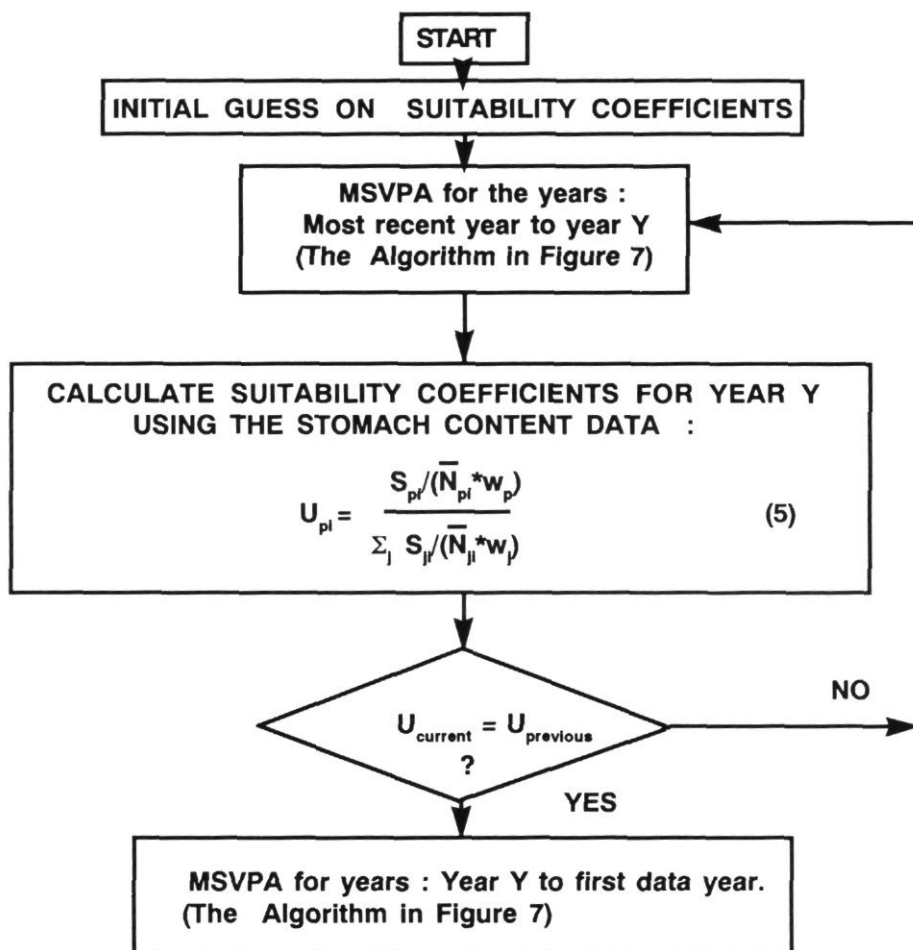 START
INITIAL GUESS ON SUITABILITY COEFFICIENTS
MSVPA for the years :
Most recent year to year Y
(The Algorithm in Figure 7)
CALCULATE SUITABILITY COEFFICIENTS FOR YEAR Y
USING THE STOMACH CONTENT DATA :
S_pi/(N̅_pi*w_p)
U_pi = (5)
Σ_j S_ji/(N̅_ji*w_j)
NO
U_current = U_previous
?
YES
MSVPA for years : Year Y to first data year.
(The Algorithm in Figure 7)